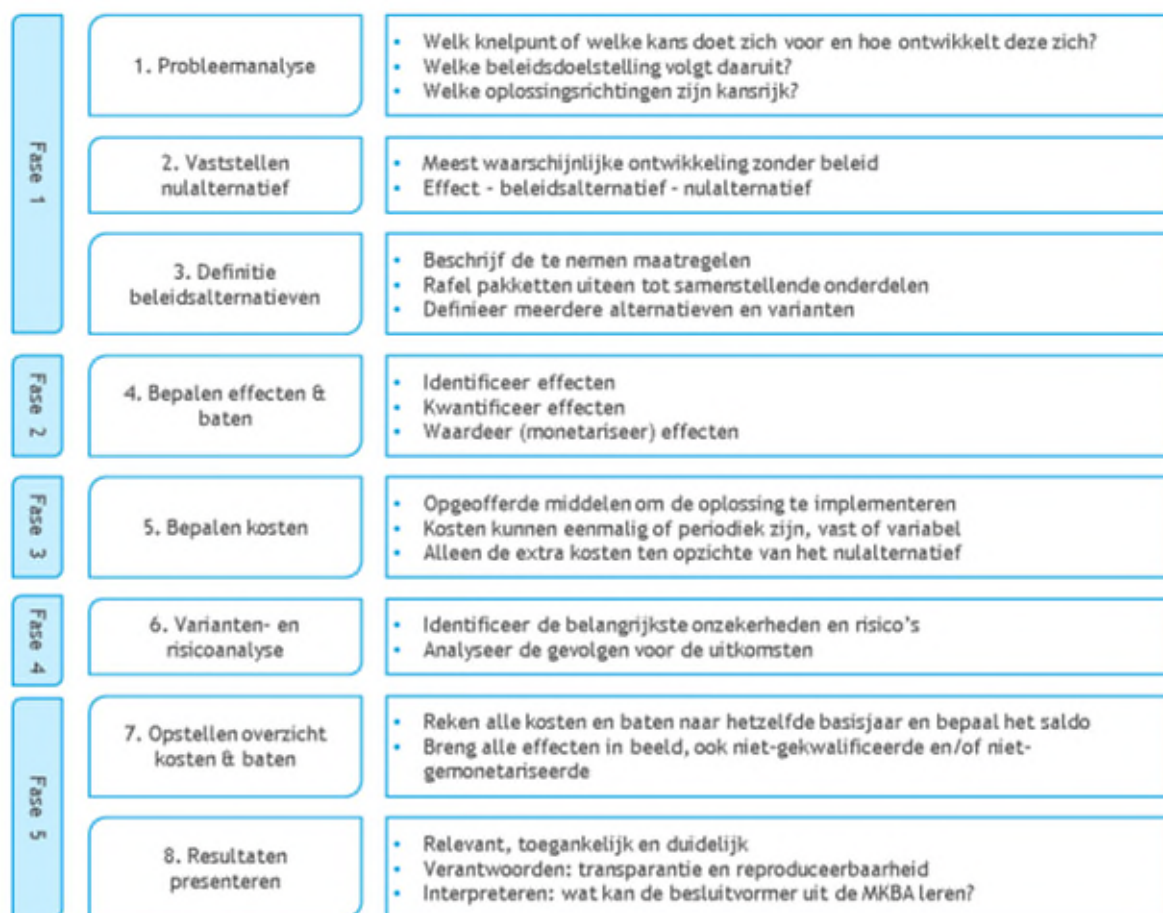 Fase 1
1. Probleemanalyse
• Welk knelpunt of welke kans doet zich voor en hoe ontwikkelt deze zich?
• Welke beleidsdoelstelling volgt daaruit?
• Welke oplossingsrichtingen zijn kansrijk?
2. Vaststellen
nulalternatief
• Meest waarschijnlijke ontwikkeling zonder beleid
• Effect - beleidsalternatief - nulalternatief
3. Definitie
beleidsalternatieven
• Beschrijf de te nemen maatregelen
• Rafel pakketten uiteen tot samenstellende onderdelen
• Definieer meerdere alternatieven en varianten
Fase 2
4. Bepalen effecten &
baten
• Identificeer effecten
• Kwantificeer effecten
• Waardeer (monetariseer) effecten
Fase 3
5. Bepalen kosten
• Opgeofferde middelen om de oplossing te implementeren
• Kosten kunnen eenmalig of periodiek zijn, vast of variabel
• Alleen de extra kosten ten opzichte van het nulalternatief
Fase 4
6. Varianten- en
risicoanalyse
• Identificeer de belangrijkste onzekerheden en risico's
• Analyseer de gevolgen voor de uitkomsten
Fase 5
7. Opstellen overzicht
kosten & baten
• Reken alle kosten en baten naar hetzelfde basisjaar en bepaal het saldo
• Breng alle effecten in beeld, ook niet-gekwalificeerde en/of niet-
gemonetariseerde
8. Resultaten
presenteren
• Relevant, toegankelijk en duidelijk
• Verantwoorden: transparantie en reproduceerbaarheid
• Interpreteren: wat kan de besluitvormer uit de MKBA leren?